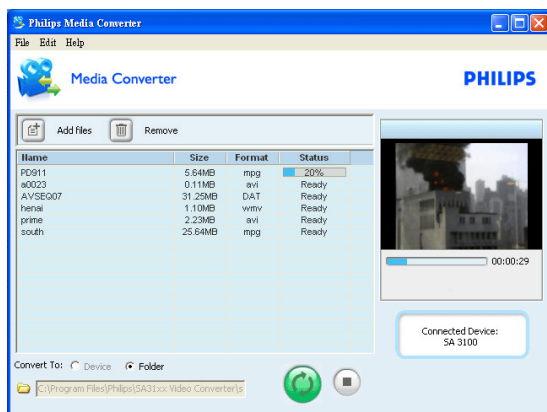 Philips Media Converter
File Edit Help
Media Converter
PHILIPS
Add files Remove
Name Size Format Status
PD911 5.64MB mpg 20%
a0023 0.11MB avi Ready
AVSEQ07 31.25MB DAT Ready
henai 1.10MB wmv Ready
prime 2.23MB avi Ready
south 25.64MB mpg Ready
00:00:29
Connected Device:
SA 3100
Convert To: Device Folder
C:\Program Files\Philips\SA31xx Video Converter\s